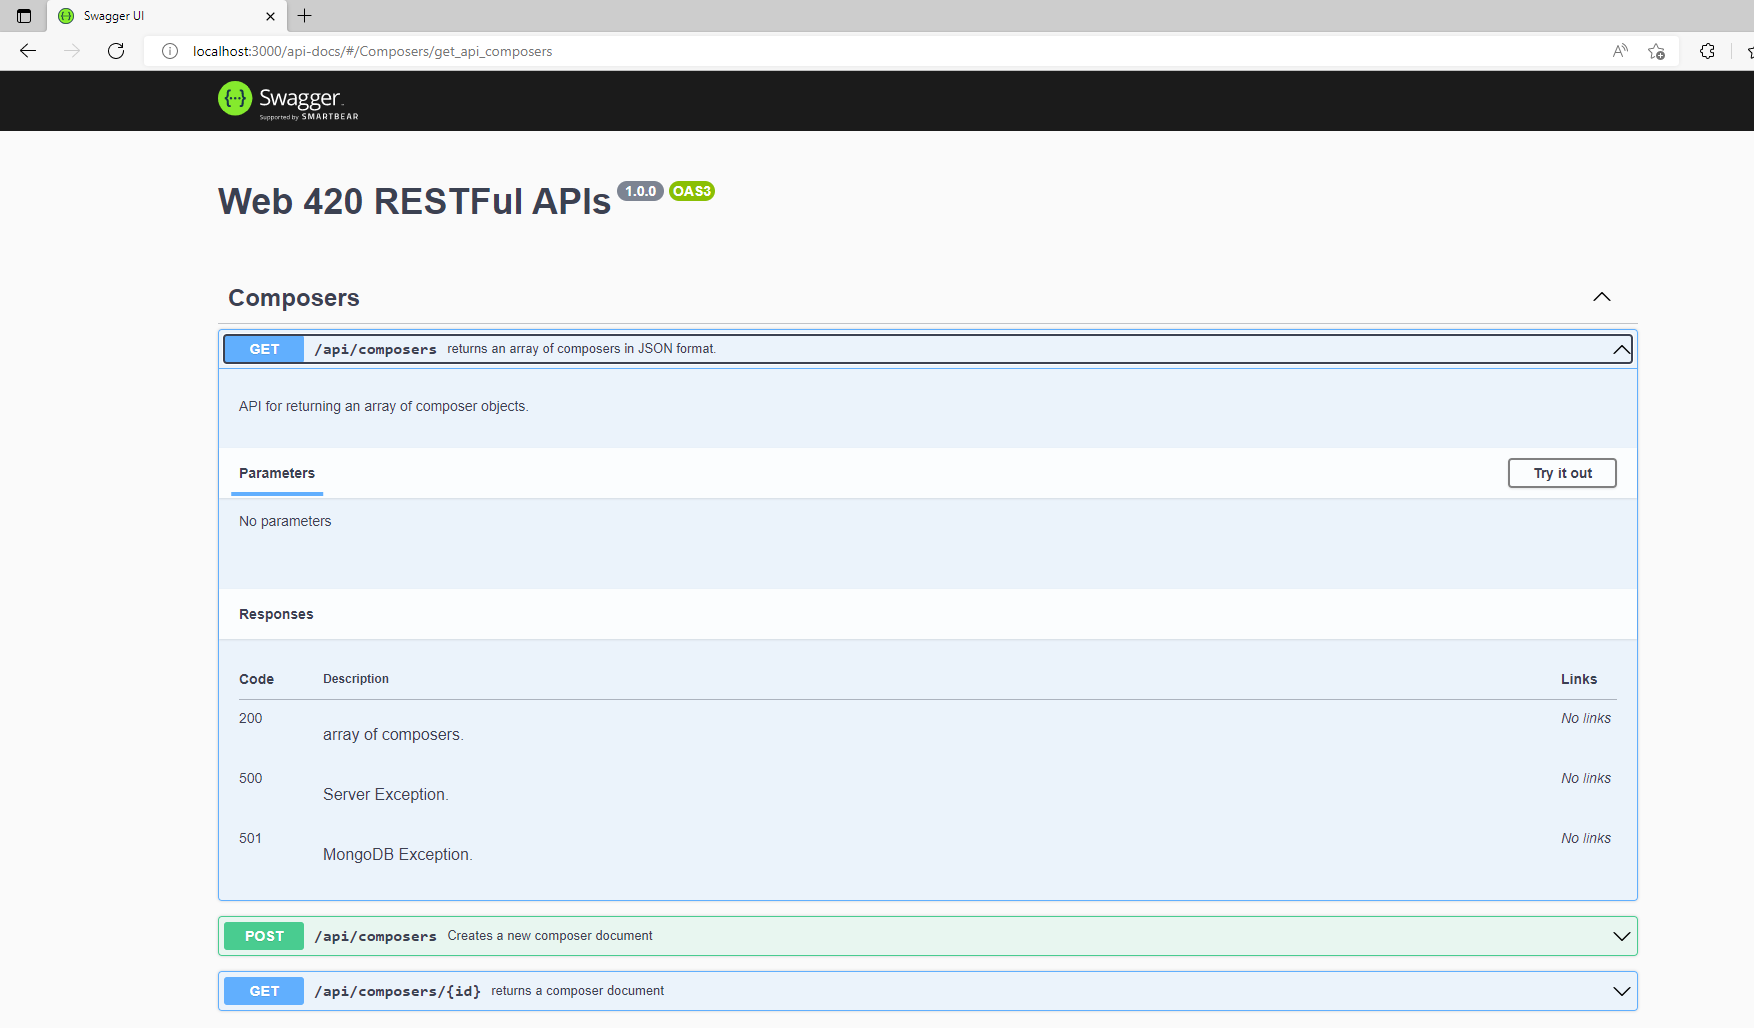 Swagger UI
localhost:3000/api-docs/#/Composers/get_api_composers
{···} Swagger.
Supported by SMARTBEAR
Web 420 RESTFul APIs 1.0.0 OAS3
Composers
GET /api/composers returns an array of composers in JSON format.
API for returning an array of composer objects.
Parameters Try it out
No parameters
Responses
Code Description Links
200 No links
array of composers.
500 No links
Server Exception.
501 No links
MongoDB Exception.
POST /api/composers Creates a new composer document
GET /api/composers/{id} returns a composer document